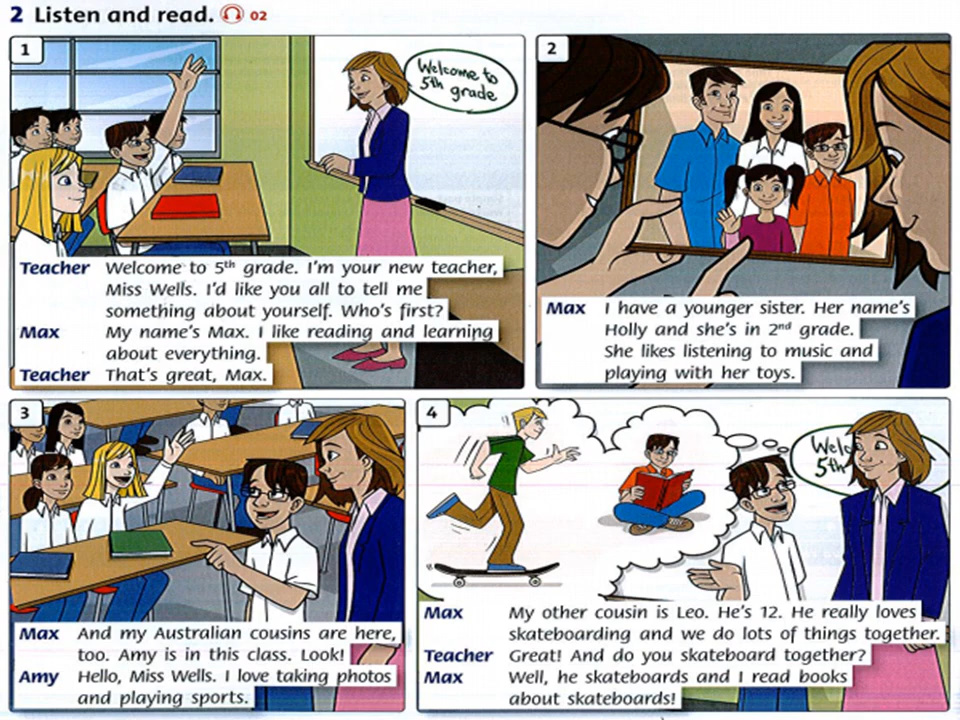 2 Listen and read. 02
1
Welcome to
5th grade
Teacher Welcome to 5th grade. I'm your new teacher,
Miss Wells. I'd like you all to tell me
something about yourself. Who's first?
Max My name's Max. I like reading and learning
about everything.
Teacher That's great, Max.
2
Max I have a younger sister. Her name's
Holly and she's in 2nd grade.
She likes listening to music and
playing with her toys.
3
Max And my Australian cousins are here,
too. Amy is in this class. Look!
Amy Hello, Miss Wells. I love taking photos
and playing sports.
4
Welc
5th
Max My other cousin is Leo. He's 12. He really loves
skateboarding and we do lots of things together.
Teacher Great! And do you skateboard together?
Max Well, he skateboards and I read books
about skateboards!